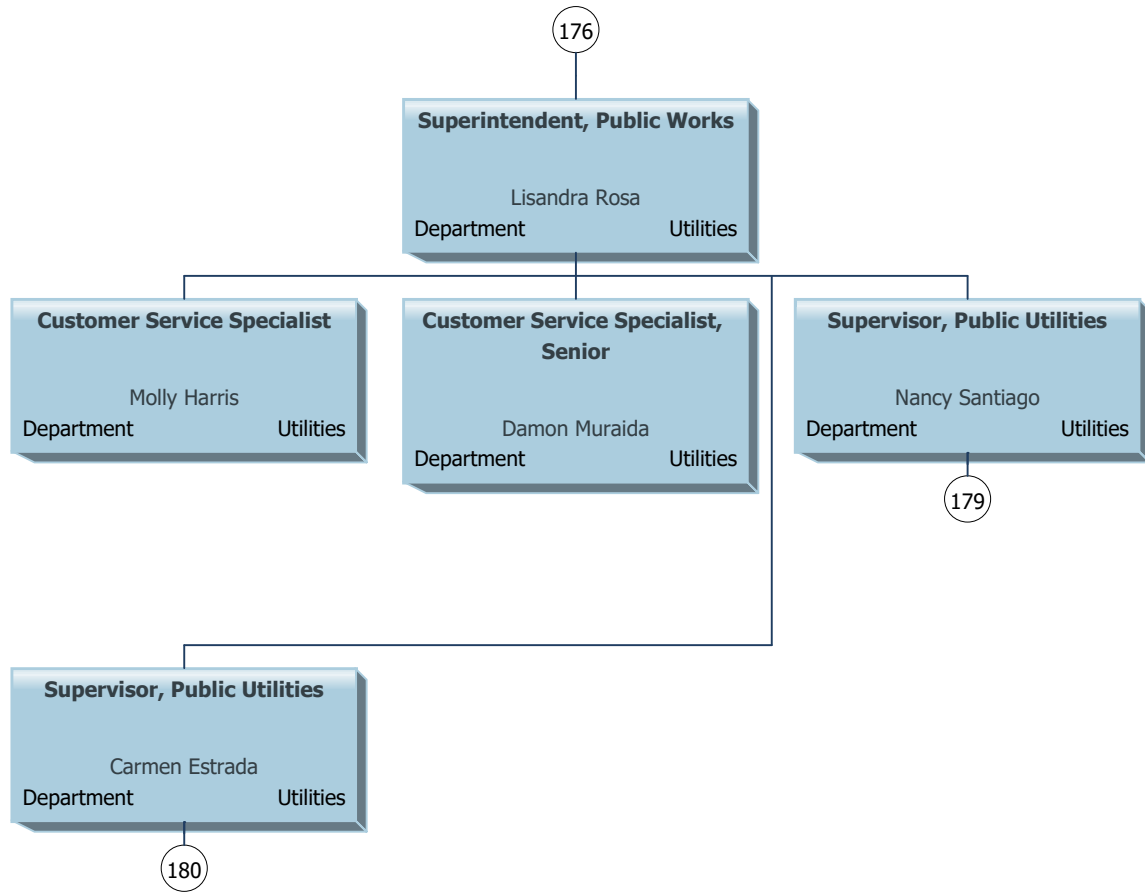 176
Superintendent, Public Works
Lisandra Rosa
Department Utilities
Customer Service Specialist
Molly Harris
Department Utilities
Customer Service Specialist,
Senior
Damon Muraida
Department Utilities
Supervisor, Public Utilities
Nancy Santiago
Department Utilities
179
Supervisor, Public Utilities
Carmen Estrada
Department Utilities
180